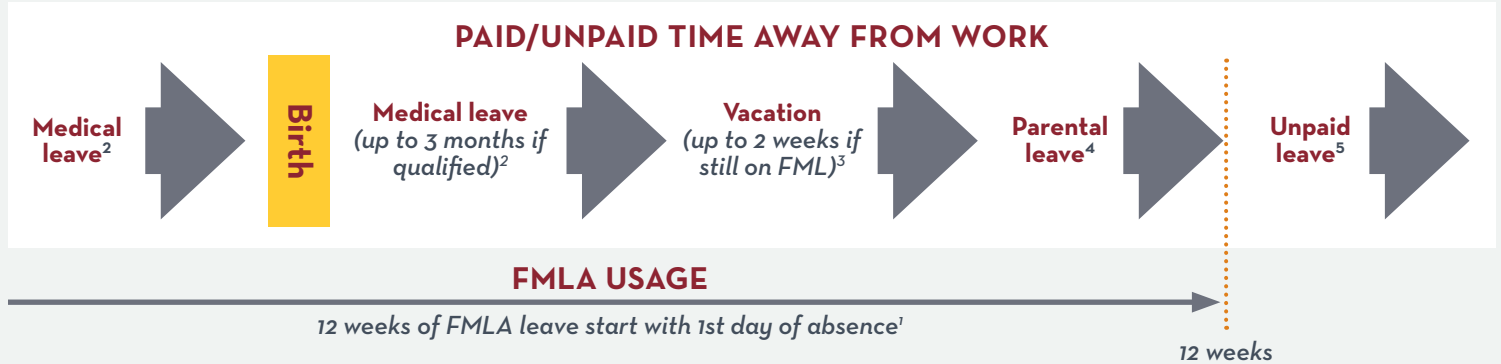 PAID/UNPAID TIME AWAY FROM WORK
Medical
leave²
Birth
Medical leave
(up to 3 months if
qualified)²
Vacation
(up to 2 weeks if
still on FML)³
Parental
leave⁴
Unpaid
leave⁵
FMLA USAGE
12 weeks of FMLA leave start with 1st day of absence¹
12 weeks